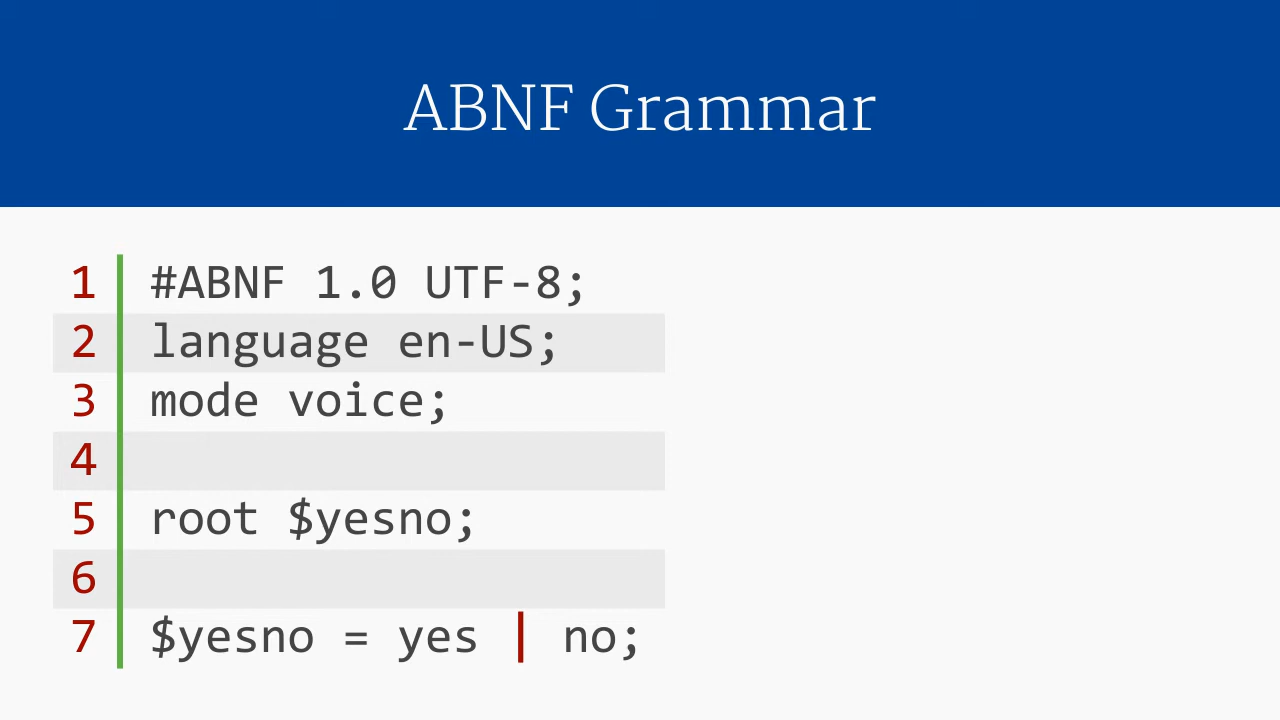 ABNF Grammar
1 #ABNF 1.0 UTF-8;
2 language en-US;
3 mode voice;
4
5 root $yesno;
6
7 $yesno = yes | no;